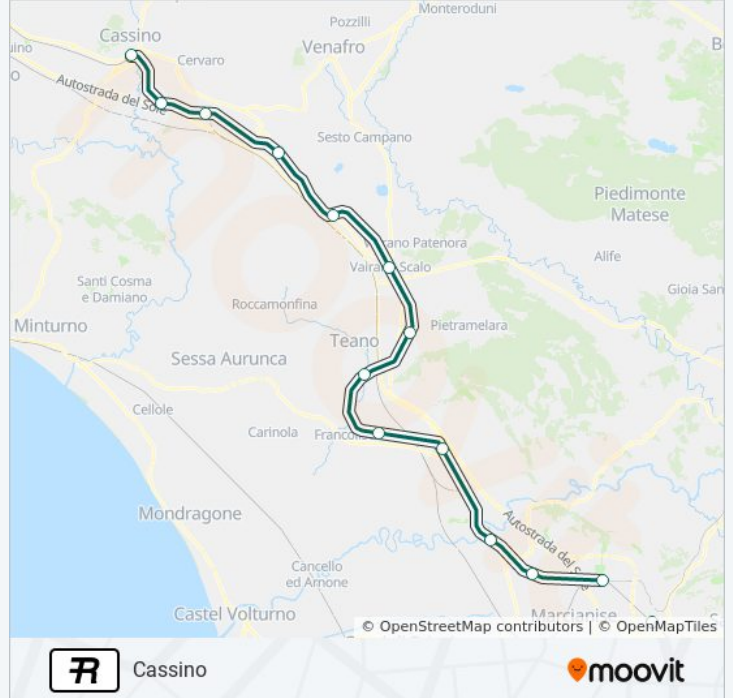 Monteroduni
Pozzilli
Cassino
Venafro
Cervaro
Autostrada del Sole
Sesto Campano
Piedimonte
Matese
Alife
Vairano Scalo
Gioia San
Santi Cosma
e Damiano
Roccamonfina
Minturno
Teano
Pietramelara
Sessa Aurunca
Cellole
Carinola
Mondragone
Autostrada del Sole
Cancello
ed Arnone
Castel Volturno
Marcianise
© OpenStreetMap contributors | © OpenMapTiles
R Cassino
moovit